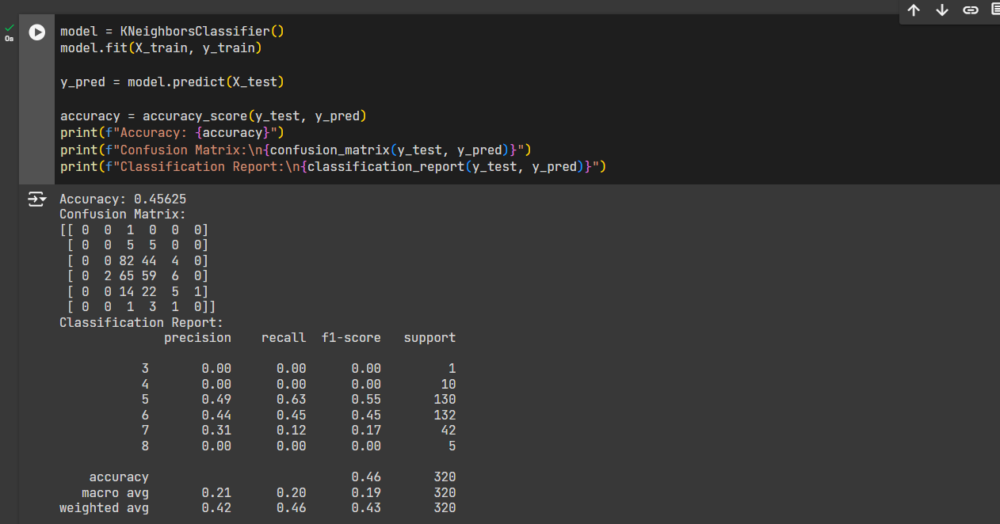 0s
model = KNeighborsClassifier()
model.fit(X_train, y_train)
y_pred = model.predict(X_test)
accuracy = accuracy_score(y_test, y_pred)
print(f"Accuracy: {accuracy}")
print(f"Confusion Matrix:\n{confusion_matrix(y_test, y_pred)}")
print(f"Classification Report:\n{classification_report(y_test, y_pred)}")
Accuracy: 0.45625
Confusion Matrix:
[[ 0  0  1  0  0  0]
 [ 0  0  5  5  0  0]
 [ 0  0 82 44  4  0]
 [ 0  2 65 59  6  0]
 [ 0  0 14 22  5  1]
 [ 0  0  1  3  1  0]]
Classification Report:
              precision    recall  f1-score   support
           3       0.00      0.00      0.00         1
           4       0.00      0.00      0.00        10
           5       0.49      0.63      0.55       130
           6       0.44      0.45      0.45       132
           7       0.31      0.12      0.17        42
           8       0.00      0.00      0.00         5
    accuracy                           0.46       320
   macro avg       0.21      0.20      0.19       320
weighted avg       0.42      0.46      0.43       320